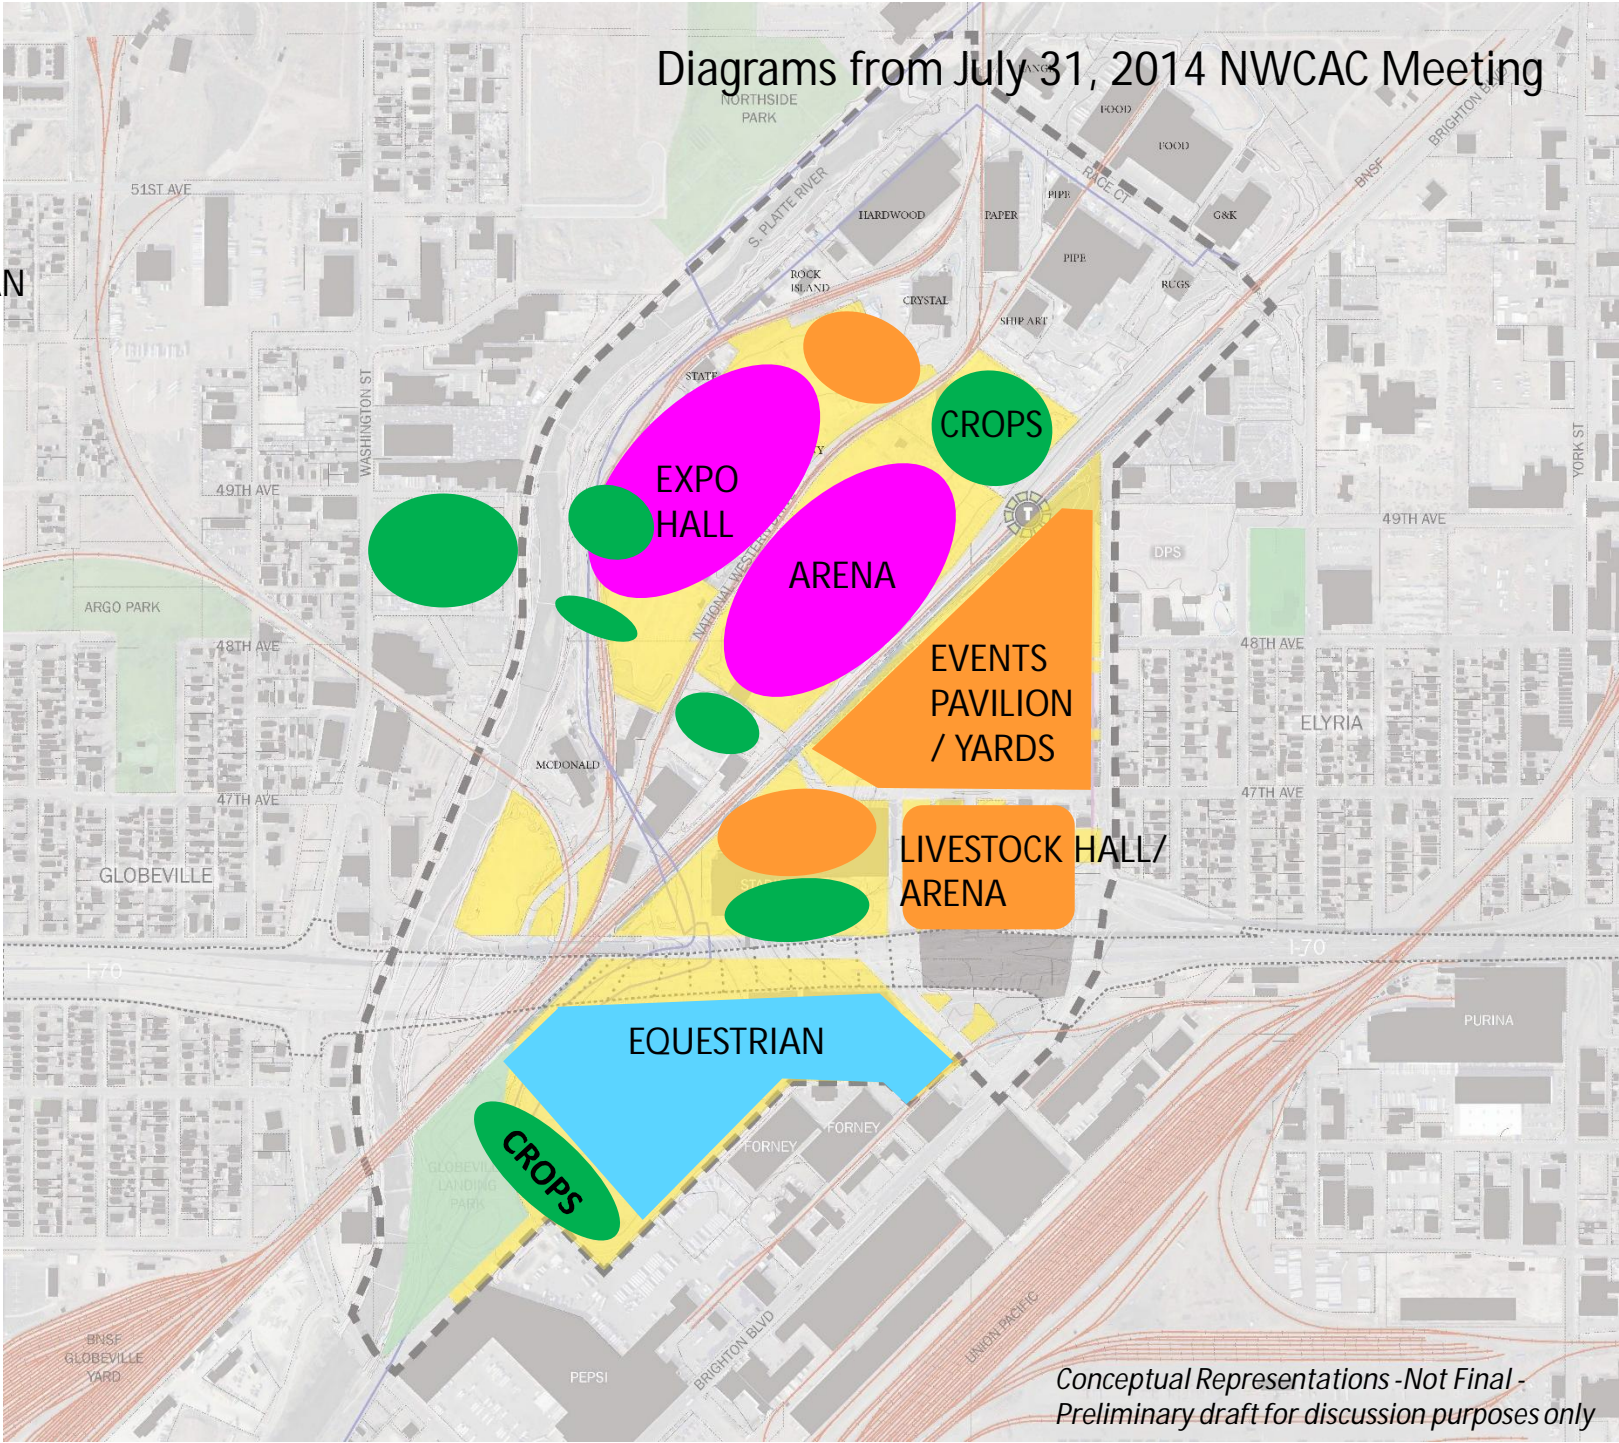 Diagrams from July 31, 2014 NWCAC Meeting
NORTHSIDE
PARK
FOOD
FOOD
BRIGHTON BLVD
BNSF
51ST AVE
S. PLATTE RIVER
HARDWOOD
PAPER
PIPE
RACE CT
G&K
PIPE
ROCK
ISLAND
CRYSTAL
RUGS
SHIP ART
STATE
WASHINGTON ST
YORK ST
CROPS
EXPO
HALL
49TH AVE
T
49TH AVE
DPS
ARENA
NATIONAL WESTERN
ARGO PARK
48TH AVE
48TH AVE
EVENTS
PAVILION
/ YARDS
ELYRIA
MCDONALD
47TH AVE
47TH AVE
LIVESTOCK HALL/
ARENA
GLOBEVILLE
I-70
I-70
EQUESTRIAN
PURINA
FORNEY
FORNEY
CROPS
LANDING
PARK
BNSF
GLOBEVILLE
YARD
PEPSI
BRIGHTON BLVD
UNION PACIFIC
Conceptual Representations -Not Final -
Preliminary draft for discussion purposes only